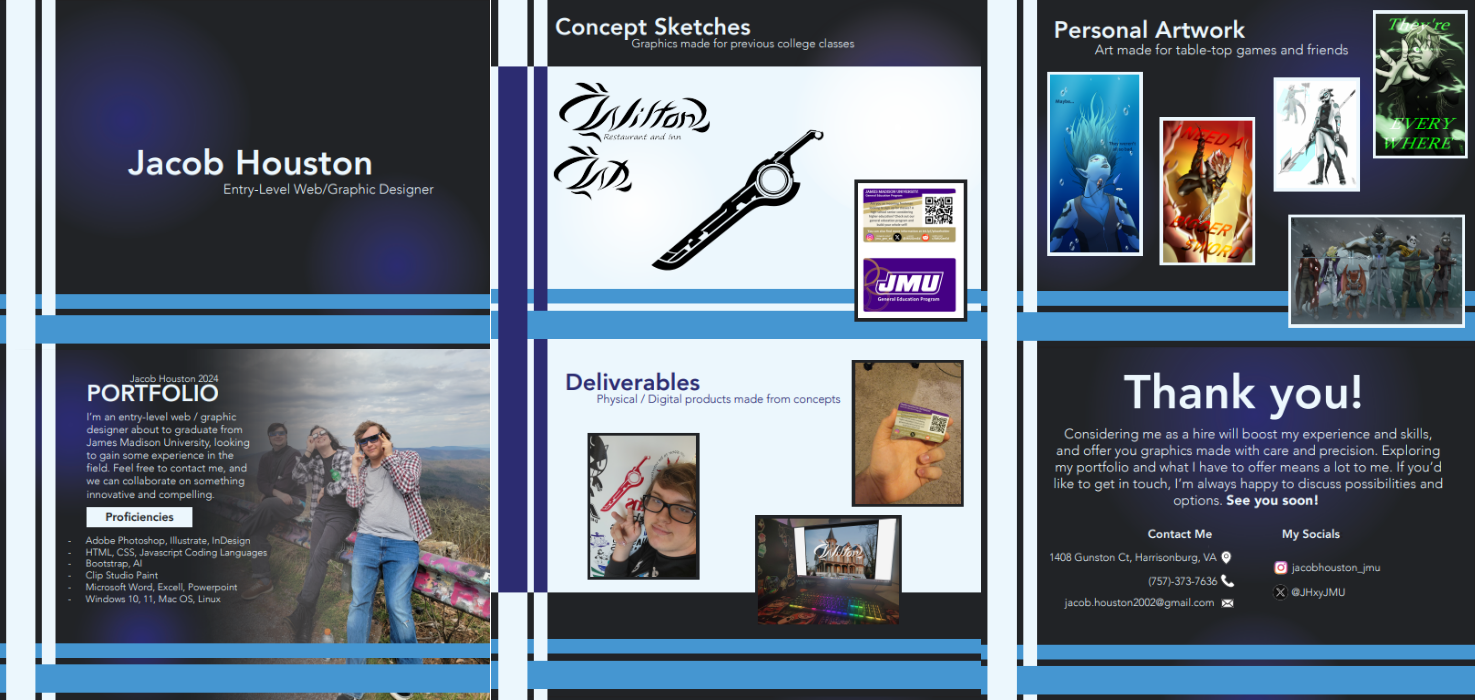 Jacob Houston
Entry-Level Web/Graphic Designer
Jacob Houston 2024
PORTFOLIO
I'm an entry-level web / graphic
designer about to graduate from
James Madison University, looking
to gain some experience in the
field. Feel free to contact me, and
we can collaborate on something
innovative and compelling.
Proficiencies
- Adobe Photoshop, Illustrate, InDesign
- HTML, CSS, Javascript Coding Languages
- Bootstrap, AI
- Clip Studio Paint
- Microsoft Word, Excell, Powerpoint
- Windows 10, 11, Mac OS, Linux
Concept Sketches
Graphics made for previous college classes
Wilton
Restaurant and Inn
JAMES MADISON UNIVERSITY
General Education Program
JMU
General Education Program
Deliverables
Physical / Digital products made from concepts
Wilton
Personal Artwork
Art made for table-top games and friends
Maybe...
NEED A
SWORD
They're
EVERY
WHERE
Thank you!
Considering me as a hire will boost my experience and skills,
and offer you graphics made with care and precision. Exploring
my portfolio and what I have to offer means a lot to me. If you'd
like to get in touch, I'm always happy to discuss possibilities and
options. See you soon!
Contact Me
1408 Gunston Ct, Harrisonburg, VA
(757)-373-7636
jacob.houston2002@gmail.com
My Socials
jacobhouston_jmu
@JHxyJMU